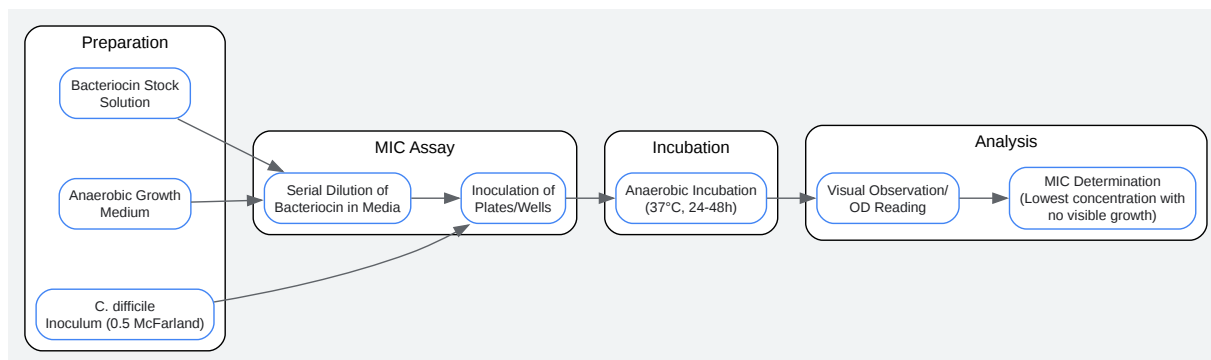 Preparation
Bacteriocin Stock
Solution
Anaerobic Growth
Medium
C. difficile
Inoculum (0.5 McFarland)
MIC Assay
Serial Dilution of
Bacteriocin in Media
Inoculation of
Plates/Wells
Incubation
Anaerobic Incubation
(37°C, 24-48h)
Analysis
Visual Observation/
OD Reading
MIC Determination
(Lowest concentration with
no visible growth)